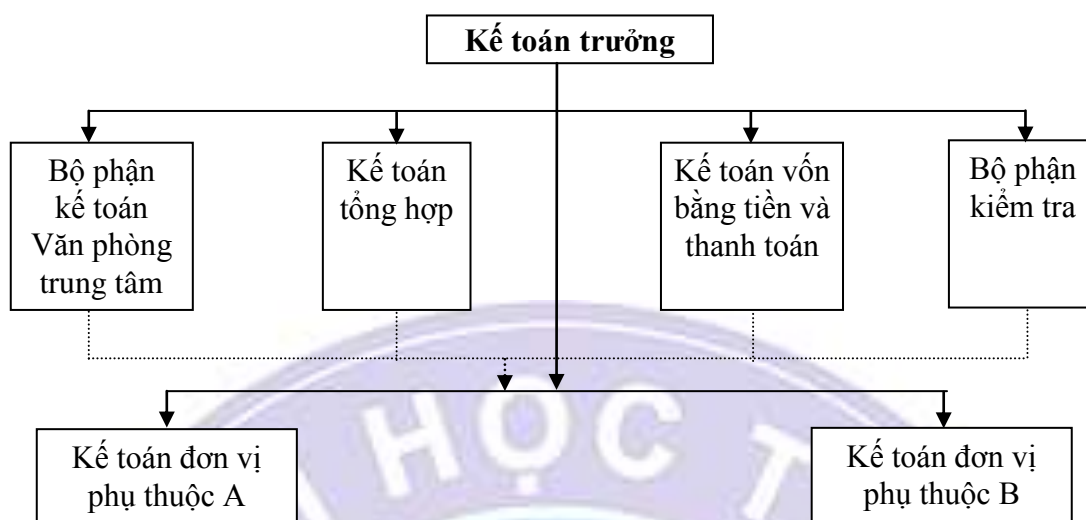 Kế toán trưởng
Bộ phận
kế toán
Văn phòng
trung tâm
Kế toán
tổng hợp
Kế toán vốn
bằng tiền và
thanh toán
Bộ phận
kiểm tra
HỌC T
Kế toán đơn vị
phụ thuộc A
Kế toán đơn vị
phụ thuộc B